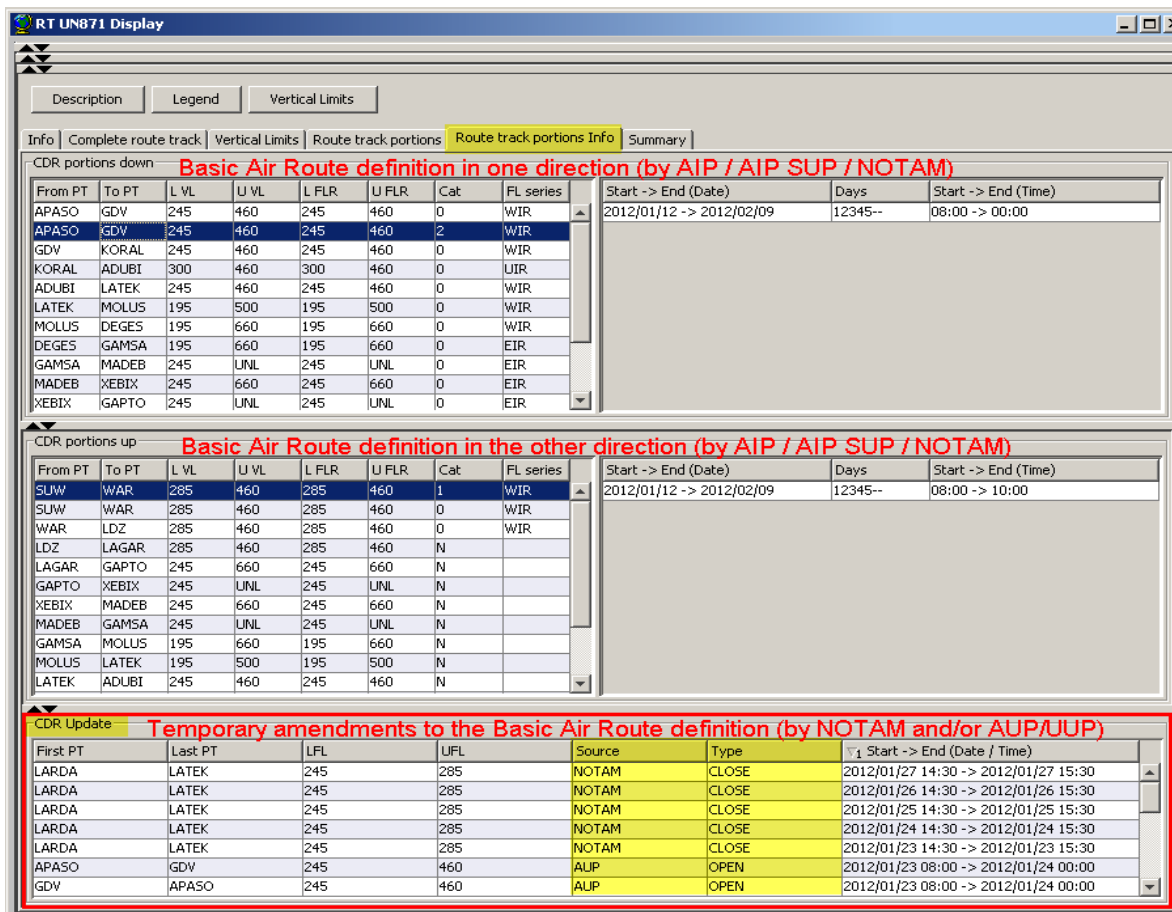 RT UN871 Display
Description Legend Vertical Limits
Info Complete route track Vertical Limits Route track portions Route track portions Info Summary
CDR portions down Basic Air Route definition in one direction (by AIP / AIP SUP / NOTAM)
From PT To PT L VL U VL L FLR U FLR Cat FL series Start -> End (Date) Days Start -> End (Time)
APASO GDV 245 460 245 460 0 WIR 2012/01/12 -> 2012/02/09 12345-- 08:00 -> 00:00
APASO GDV 245 460 245 460 2 WIR
GDV KORAL 245 460 245 460 0 WIR
KORAL ADUBI 300 460 300 460 0 UIR
ADUBI LATEK 245 460 245 460 0 WIR
LATEK MOLUS 195 500 195 500 0 WIR
MOLUS DEGES 195 660 195 660 0 WIR
DEGES GAMSA 195 660 195 660 0 EIR
GAMSA MADEB 245 UNL 245 UNL 0 EIR
MADEB XEBIX 245 660 245 660 0 EIR
XEBIX GAPTO 245 UNL 245 UNL 0 EIR
CDR portions up Basic Air Route definition in the other direction (by AIP / AIP SUP / NOTAM)
From PT To PT L VL U VL L FLR U FLR Cat FL series Start -> End (Date) Days Start -> End (Time)
SUW WAR 285 460 285 460 1 WIR 2012/01/12 -> 2012/02/09 12345-- 08:00 -> 10:00
SUW WAR 285 460 285 460 0 WIR
WAR LDZ 285 460 285 460 0 WIR
LDZ LAGAR 285 460 285 460 N
LAGAR GAPTO 245 660 245 660 N
GAPTO XEBIX 245 UNL 245 UNL N
XEBIX MADEB 245 660 245 660 N
MADEB GAMSA 245 UNL 245 UNL N
GAMSA MOLUS 195 660 195 660 N
MOLUS LATEK 195 500 195 500 N
LATEK ADUBI 245 460 245 460 N
CDR Update Temporary amendments to the Basic Air Route definition (by NOTAM and/or AUP/UUP)
First PT Last PT LFL UFL Source Type 1 Start -> End (Date / Time)
LARDA LATEK 245 285 NOTAM CLOSE 2012/01/27 14:30 -> 2012/01/27 15:30
LARDA LATEK 245 285 NOTAM CLOSE 2012/01/26 14:30 -> 2012/01/26 15:30
LARDA LATEK 245 285 NOTAM CLOSE 2012/01/25 14:30 -> 2012/01/25 15:30
LARDA LATEK 245 285 NOTAM CLOSE 2012/01/24 14:30 -> 2012/01/24 15:30
LARDA LATEK 245 285 NOTAM CLOSE 2012/01/23 14:30 -> 2012/01/23 15:30
APASO GDV 245 460 AUP OPEN 2012/01/23 08:00 -> 2012/01/24 00:00
GDV APASO 245 460 AUP OPEN 2012/01/23 08:00 -> 2012/01/24 00:00